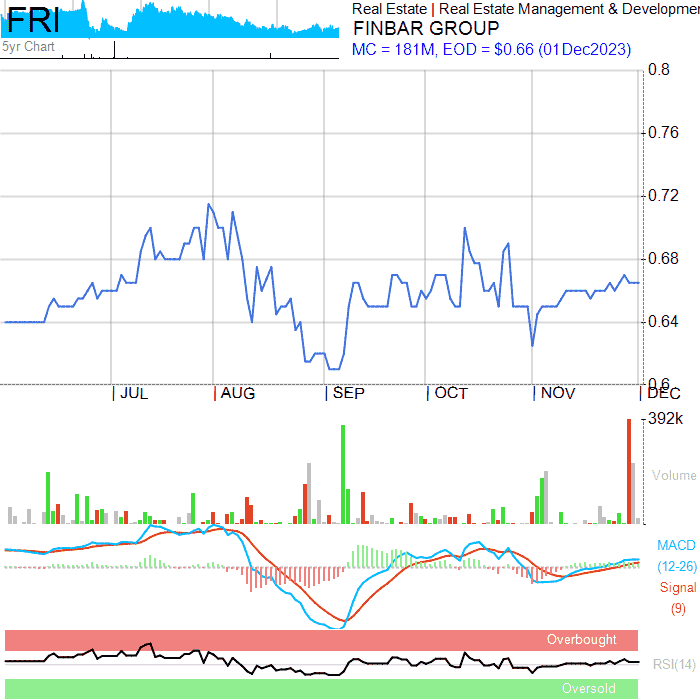 FRI
Real Estate | Real Estate Management & Developmen
5yr Chart
FINBAR GROUP
MC = 181M, EOD = $0.66 (01Dec2023)
0.8
0.76
0.72
0.68
0.64
0.6
JUL
AUG
SEP
OCT
NOV
DEC
392k
Volume
MACD
(12-26)
Signal
(9)
Overbought
RSI(14)
Oversold